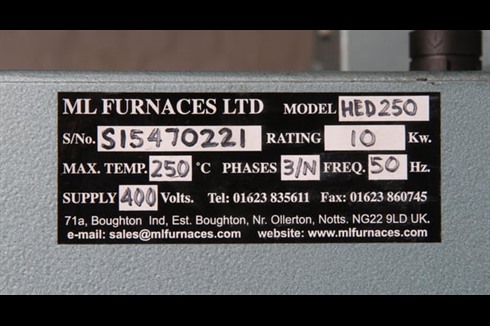 ML FURNACES LTD MODEL HED250
S/No. S15470221 RATING 10 Kw.
MAX. TEMP. 250 °C PHASES 3/N FREQ. 50 Hz.
SUPPLY 400 Volts. Tel: 01623 835611 Fax: 01623 860745
71a, Boughton Ind, Est. Boughton, Nr. Ollerton, Notts. NG22 9LD UK.
e-mail: sales@mlfurnaces.com website: www.mlfurnaces.com